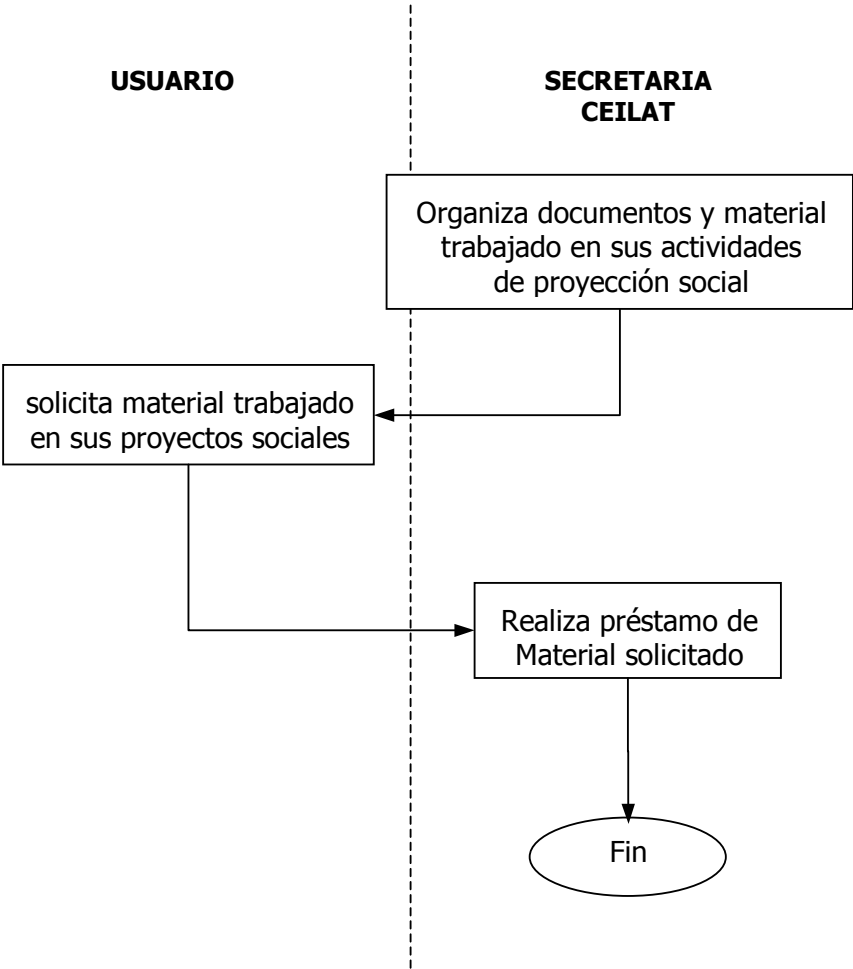 USUARIO
SECRETARIA
CEILAT
Organiza documentos y material
trabajado en sus actividades
de proyección social
solicita material trabajado
en sus proyectos sociales
Realiza préstamo de
Material solicitado
Fin